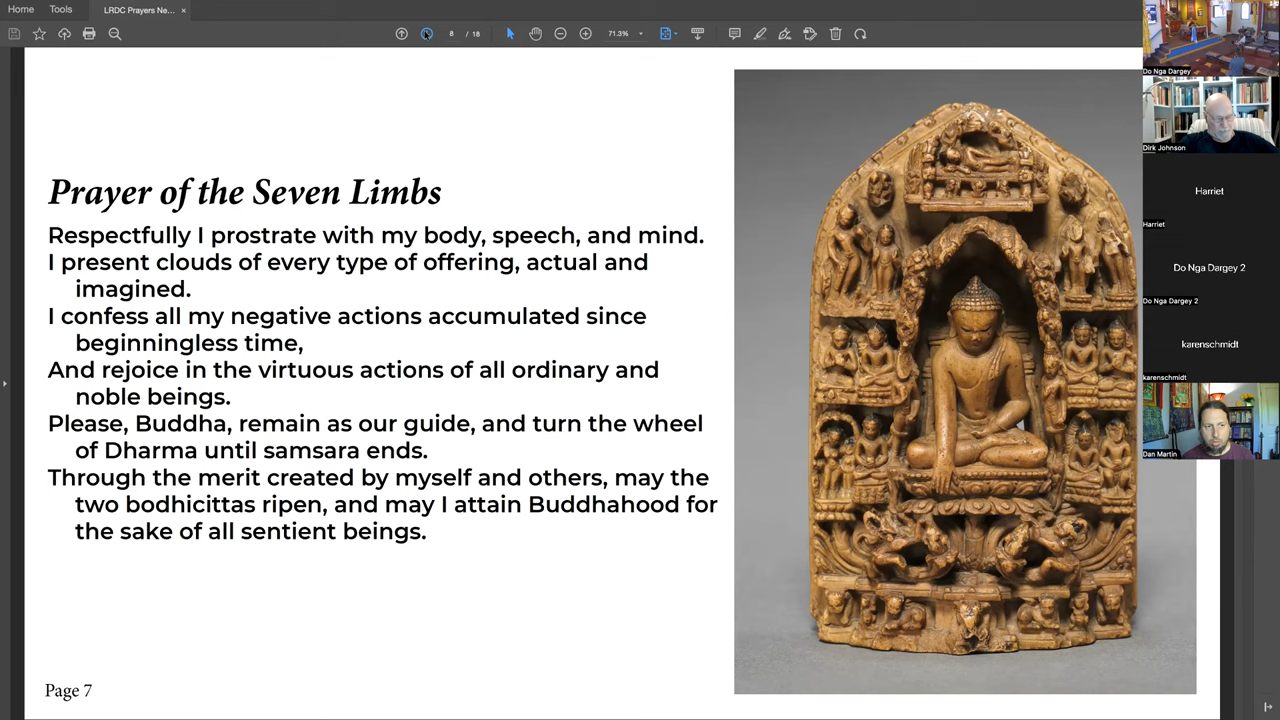 Home
Tools
LRDC Prayers Ne...
8 / 18
71.3%
Prayer of the Seven Limbs
Respectfully I prostrate with my body, speech, and mind.
I present clouds of every type of offering, actual and
imagined.
I confess all my negative actions accumulated since
beginningless time,
And rejoice in the virtuous actions of all ordinary and
noble beings.
Please, Buddha, remain as our guide, and turn the wheel
of Dharma until samsara ends.
Through the merit created by myself and others, may the
two bodhicittas ripen, and may I attain Buddhahood for
the sake of all sentient beings.
Page 7
Do Nga Dargey
Dirk Johnson
Harriet
Harriet
Do Nga Dargey 2
Do Nga Dargey 2
karenschmidt
karenschmidt
Dan Martin